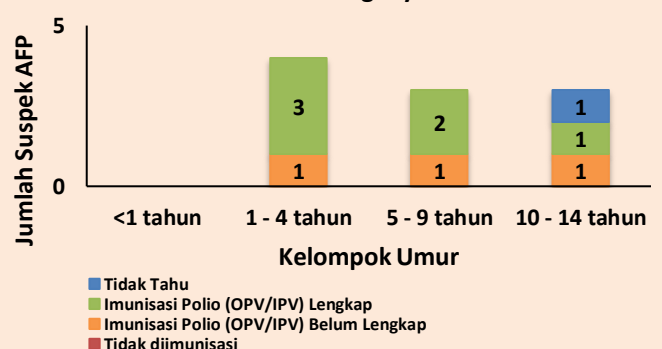 5
Jumlah Suspek AFP
3
2
1
1
1
1
1
0
<1 tahun 1 - 4 tahun 5 - 9 tahun 10 - 14 tahun
Kelompok Umur
Tidak Tahu
Imunisasi Polio (OPV/IPV) Lengkap
Imunisasi Polio (OPV/IPV) Belum Lengkap
Tidak diimunisasi